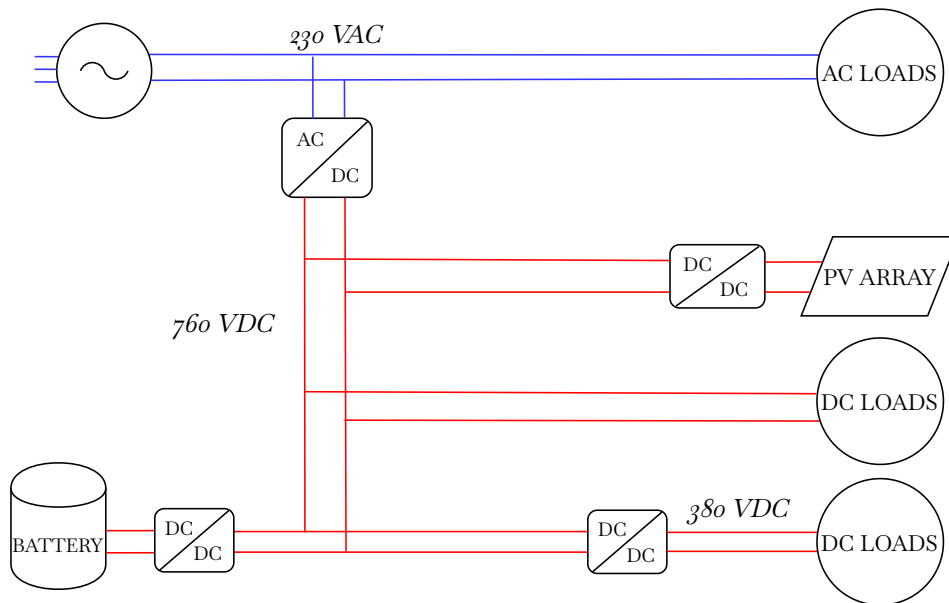 230 VAC
AC LOADS
AC
DC
DC
DC
PV ARRAY
760 VDC
DC LOADS
BATTERY
DC
DC
DC
DC
380 VDC
DC LOADS